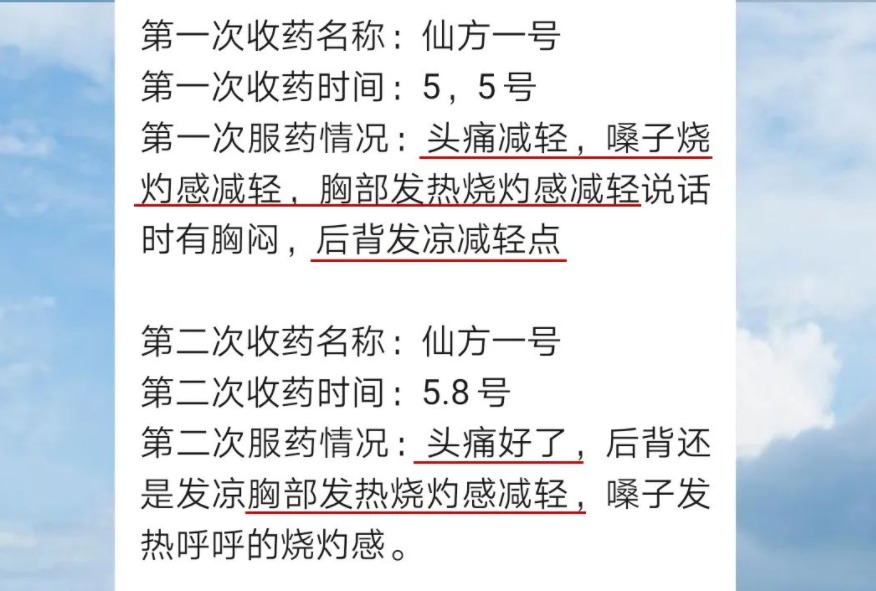 第一次收药名称：仙方一号
第一次收药时间：5，5号
第一次服药情况：头痛减轻，嗓子烧
灼感减轻，胸部发热烧灼感减轻说话
时有胸闷，后背发凉减轻点
第二次收药名称：仙方一号
第二次收药时间：5.8号
第二次服药情况：头痛好了，后背还
是发凉胸部发热烧灼感减轻，嗓子发
热呼呼的烧灼感。